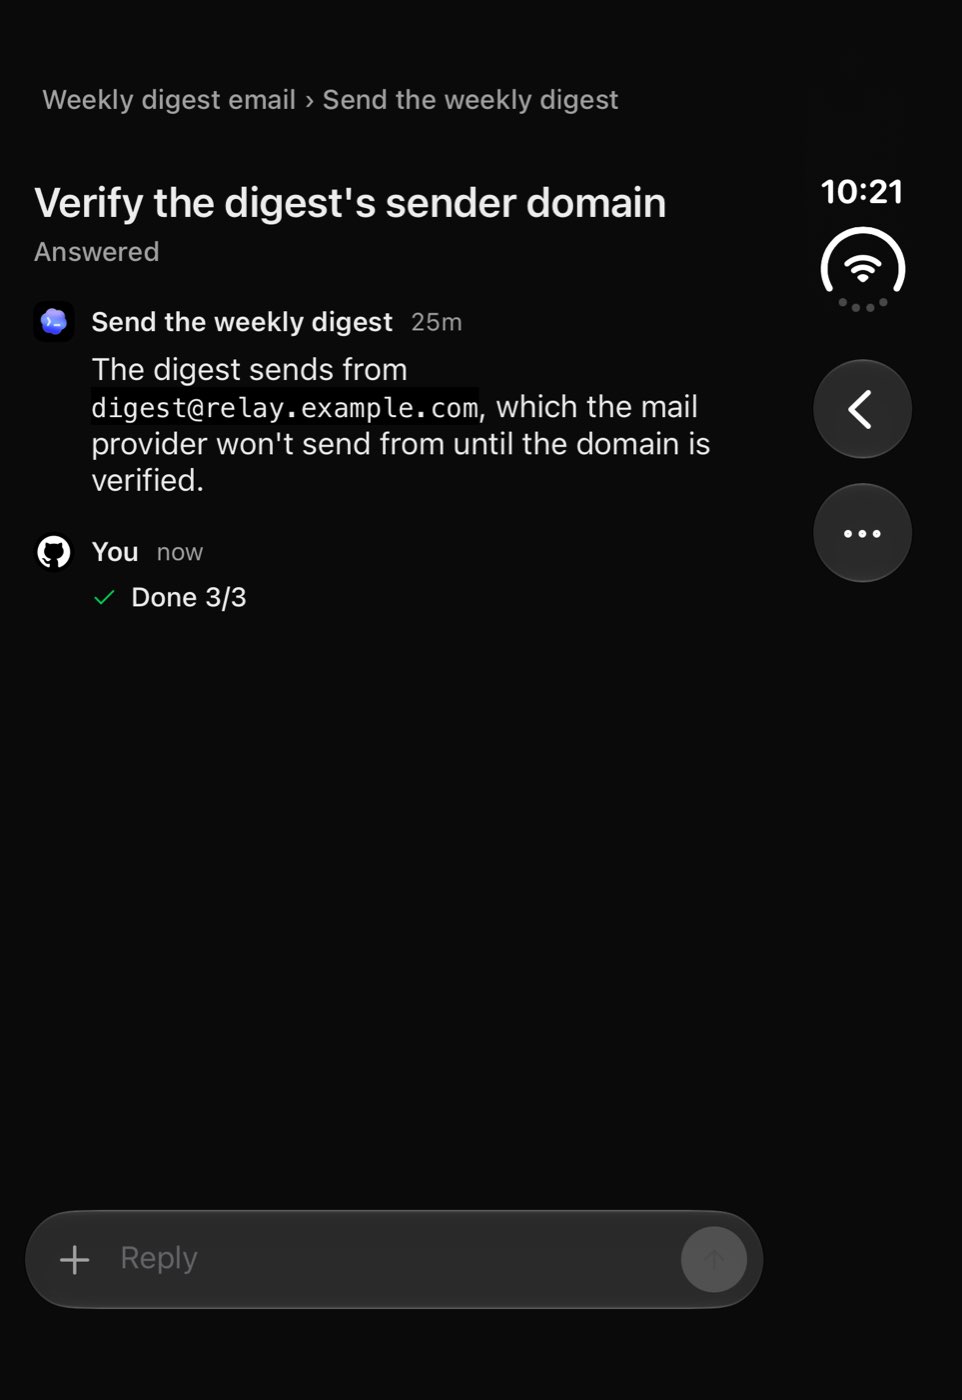 Weekly digest email › Send the weekly digest
Verify the digest's sender domain
10:21
Answered
Send the weekly digest 25m
The digest sends from
digest@relay.example.com, which the mail
provider won't send from until the domain is
verified.
You now
Done 3/3
Reply